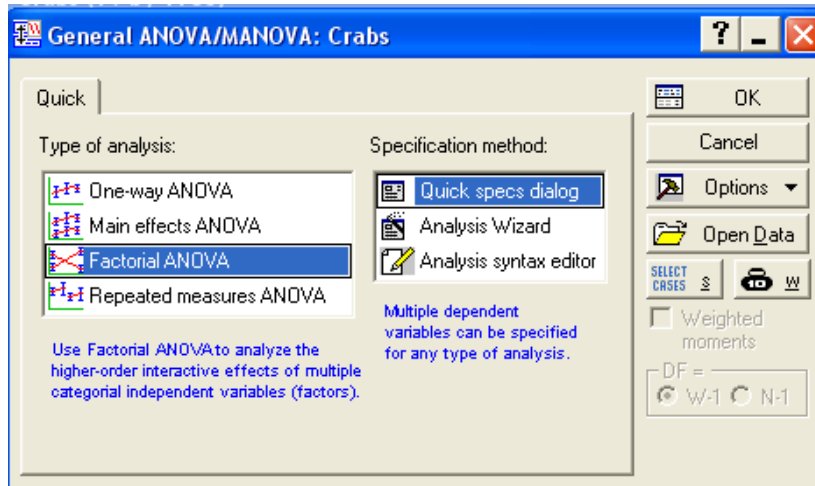 General ANOVA/MANOVA: Crabs
Quick
Type of analysis:
One-way ANOVA
Main effects ANOVA
Factorial ANOVA
Repeated measures ANOVA
Use Factorial ANOVA to analyze the
higher-order interactive effects of multiple
categorial independent variables (factors).
Specification method:
Quick specs dialog
Analysis Wizard
Analysis syntax editor
Multiple dependent
variables can be specified
for any type of analysis.
OK
Cancel
Options
Open Data
SELECT
CASES S
W
Weighted
moments
DF =
W-1 N-1